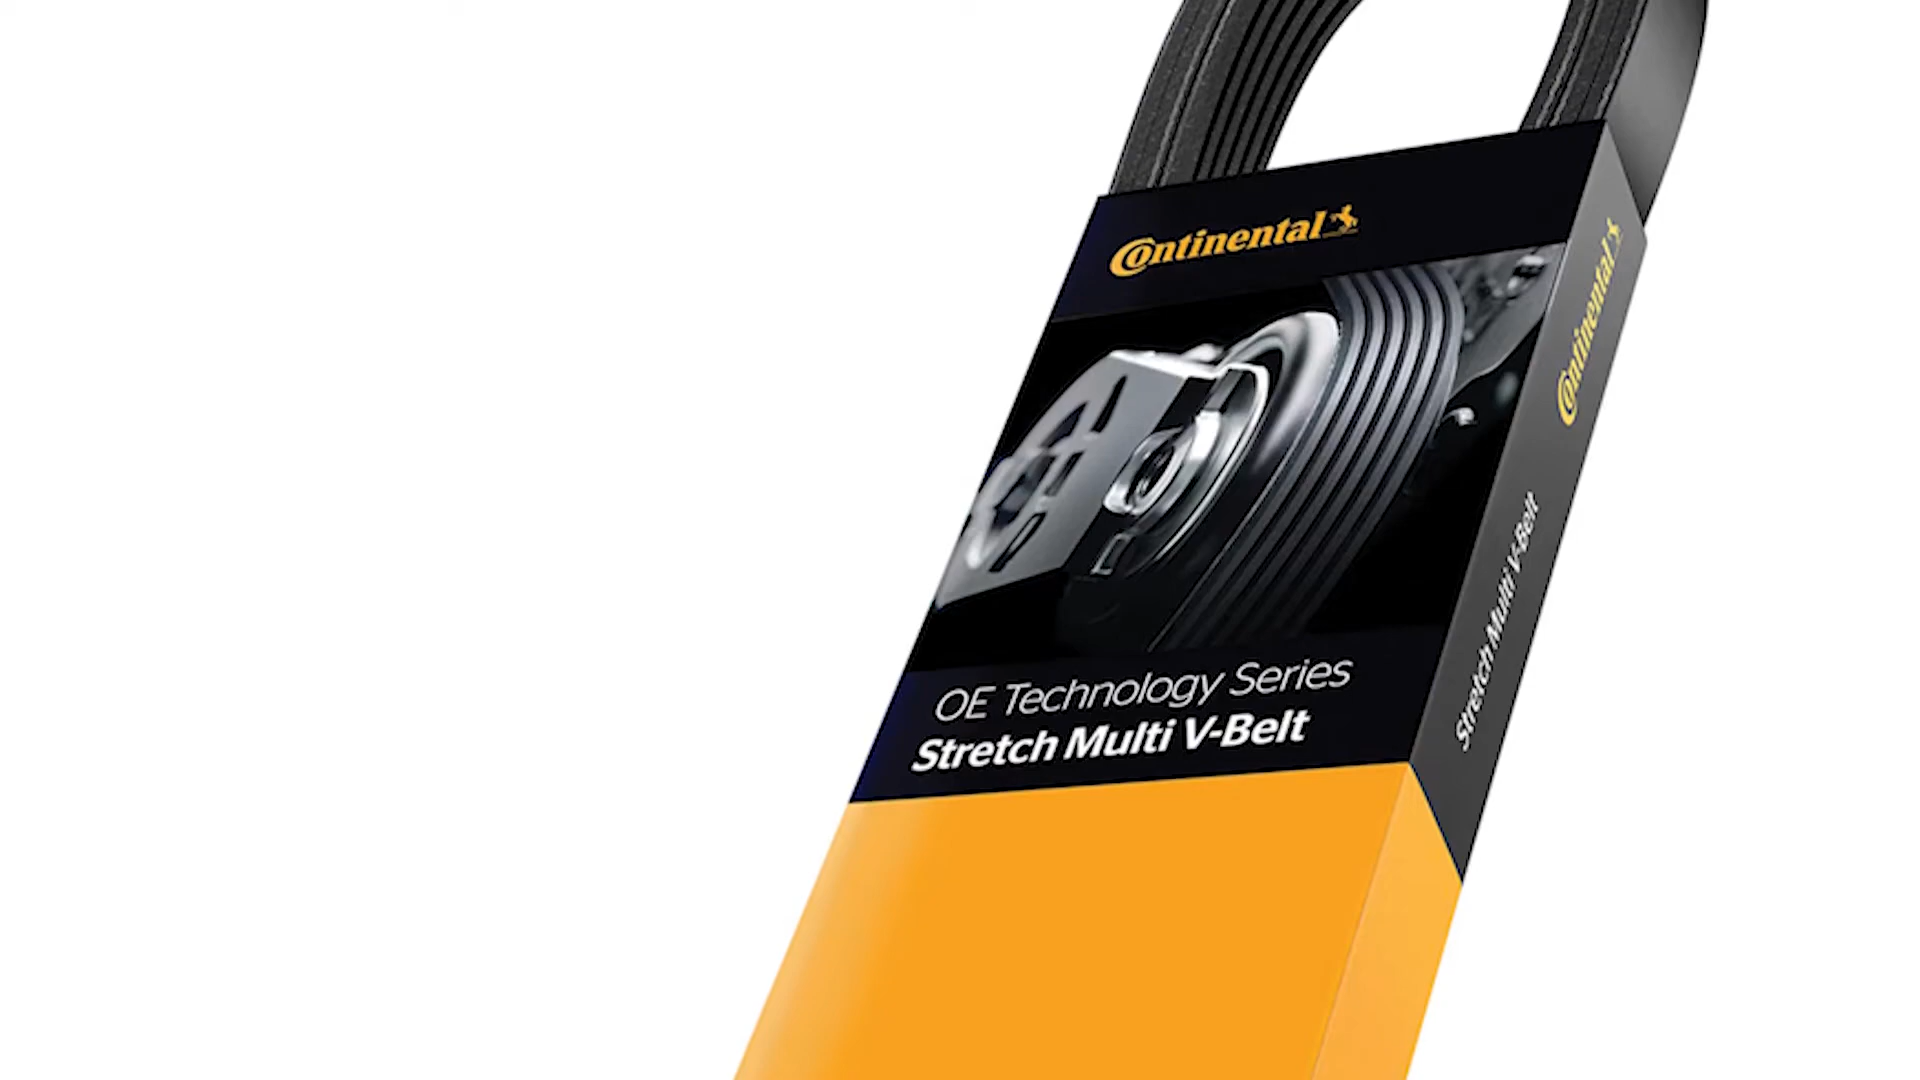 Continental
OE Technology Series
Stretch Multi V-Belt
Continental
Stretch Multi V-Belt